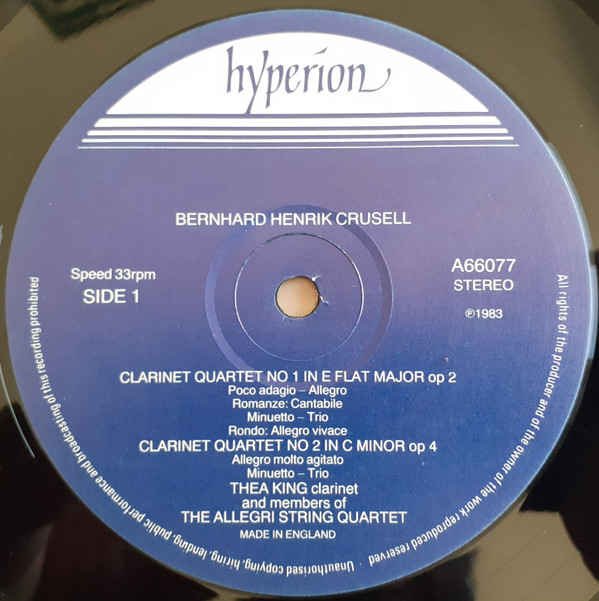 hyperion
BERNHARD HENRIK CRUSELL
Speed 33rpm
SIDE 1
A66077
STEREO
℗1983
CLARINET QUARTET NO 1 IN E FLAT MAJOR op 2
Poco adagio – Allegro
Romanze: Cantabile
Minuetto – Trio
Rondo: Allegro vivace
CLARINET QUARTET NO 2 IN C MINOR op 4
Allegro molto agitato
Minuetto – Trio
THEA KING clarinet
and members of
THE ALLEGRI STRING QUARTET
MADE IN ENGLAND
All rights of the producer and of the owner of the work reproduced reserved · Unauthorised copying, hiring, lending, public performance and broadcasting of this recording prohibited